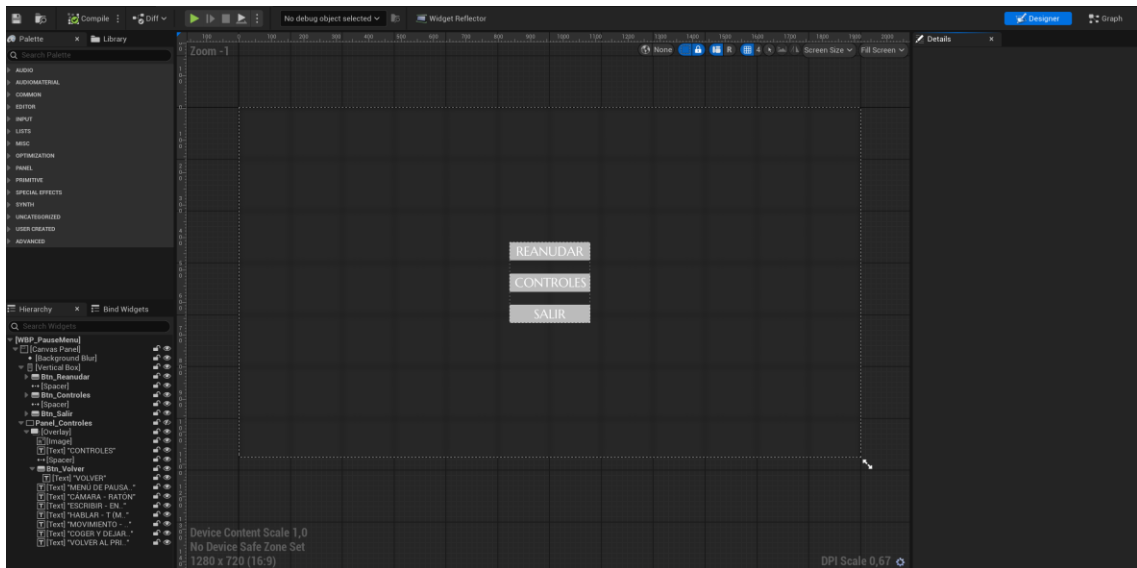 Compile
Diff
No debug object selected
Widget Reflector
Designer
Graph
Palette
Library
Search Palette
AUDIO
AUDIOMATERIAL
COMMON
EDITOR
INPUT
LISTS
MISC
OPTIMIZATION
PANEL
PRIMITIVE
SPECIAL EFFECTS
SYNTH
UNCATEGORIZED
USER CREATED
ADVANCED
Hierarchy
Bind Widgets
Search Widgets
[WBP_PauseMenu]
[Canvas Panel]
[Background Blur]
[Vertical Box]
Btn_Reanudar
[Spacer]
Btn_Controles
[Spacer]
Btn_Salir
Panel_Controles
[Overlay]
[Image]
[Text] "CONTROLES"
[Spacer]
Btn_Volver
[Text] "VOLVER"
[Text] "MENÚ DE PAUSA.."
[Text] "CÁMARA - RATÓN"
[Text] "ESCRIBIR - EN.."
[Text] "HABLAR - T (M.."
[Text] "MOVIMIENTO - .."
[Text] "COGER Y DEJAR.."
[Text] "VOLVER AL PRI.."
Zoom -1
None
R
4
Screen Size
Fill Screen
REANUDAR
CONTROLES
SALIR
Device Content Scale 1,0
No Device Safe Zone Set
1280 x 720 (16:9)
DPI Scale 0,67
Details